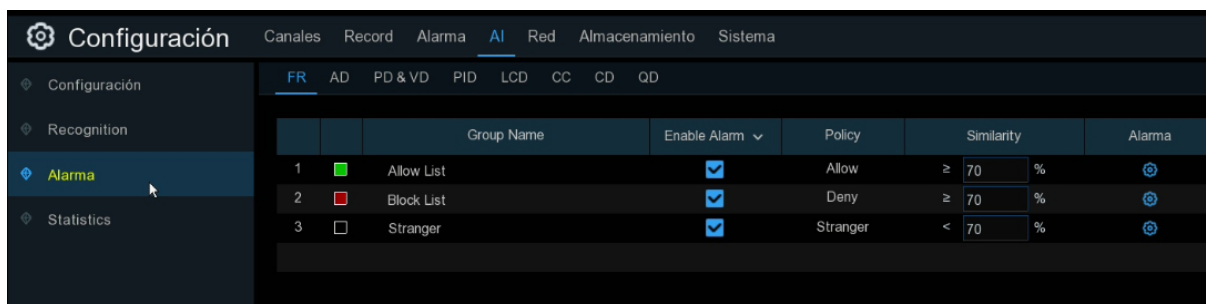 Configuración Canales Record Alarma AI Red Almacenamiento Sistema
Configuración
Recognition
Alarma
Statistics
FR AD PD & VD PID LCD CC CD QD
Group Name Enable Alarm Policy Similarity Alarma
1 Allow List Allow ≥ 70 %
2 Block List Deny ≥ 70 %
3 Stranger Stranger < 70 %